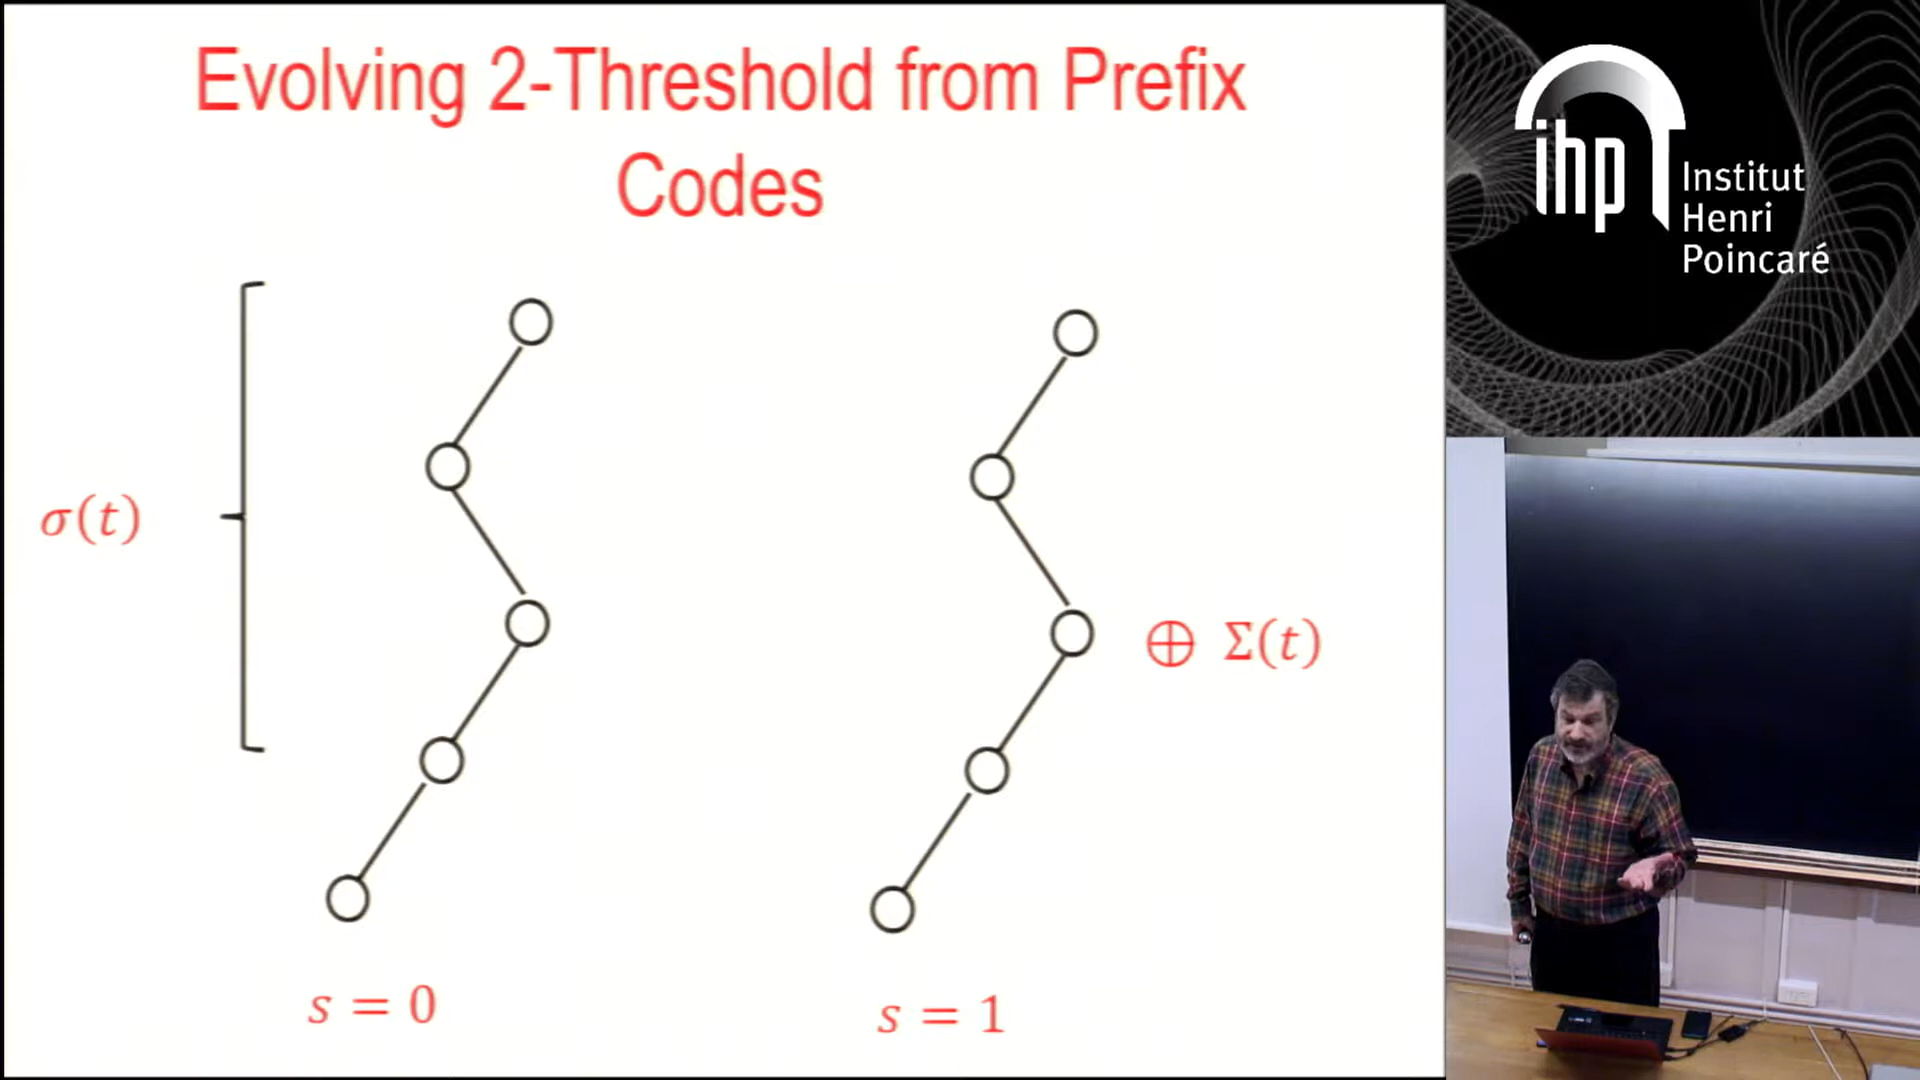 Evolving 2-Threshold from Prefix
Codes
σ(t)
⊕ Σ(t)
s = 0
s = 1
ihp
Institut
Henri
Poincaré